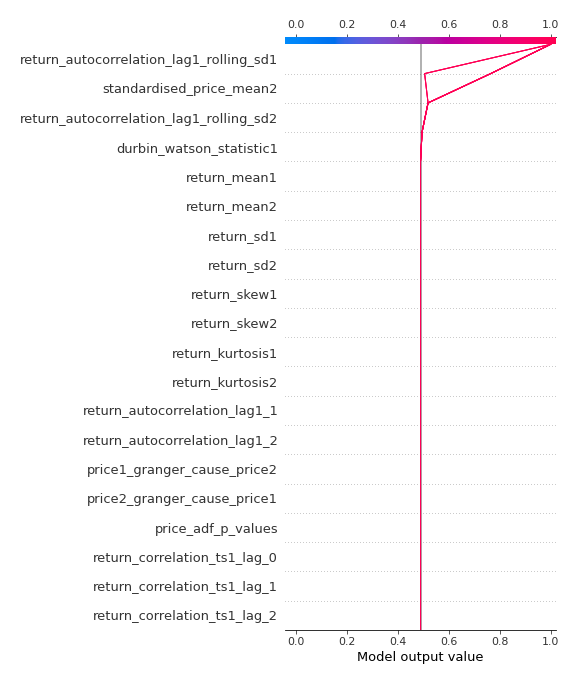 0.0 0.2 0.4 0.6 0.8 1.0
return_autocorrelation_lag1_rolling_sd1
standardised_price_mean2
return_autocorrelation_lag1_rolling_sd2
durbin_watson_statistic1
return_mean1
return_mean2
return_sd1
return_sd2
return_skew1
return_skew2
return_kurtosis1
return_kurtosis2
return_autocorrelation_lag1_1
return_autocorrelation_lag1_2
price1_granger_cause_price2
price2_granger_cause_price1
price_adf_p_values
return_correlation_ts1_lag_0
return_correlation_ts1_lag_1
return_correlation_ts1_lag_2
0.0 0.2 0.4 0.6 0.8 1.0
Model output value